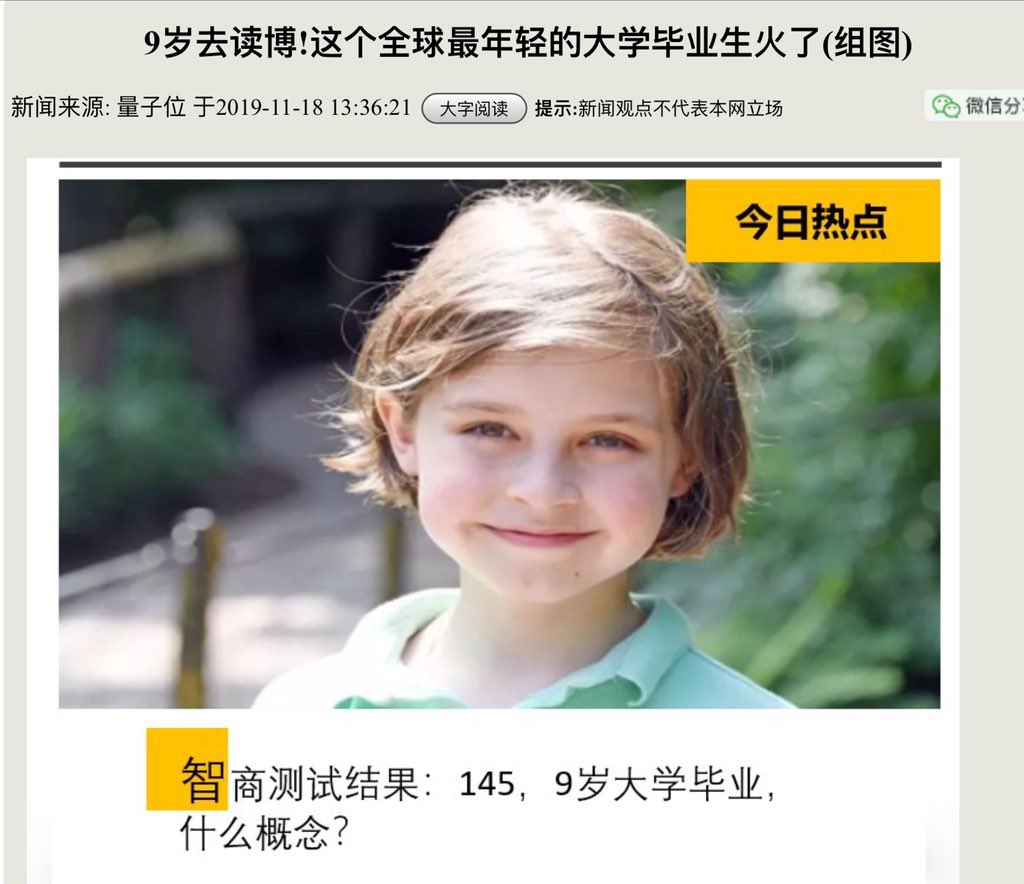 9岁去读博!这个全球最年轻的大学毕业生火了(组图)
新闻来源: 量子位 于2019-11-18 13:36:21 大字阅读 提示:新闻观点不代表本网立场 微信分
今日热点
智商测试结果：145，9岁大学毕业，
什么概念？